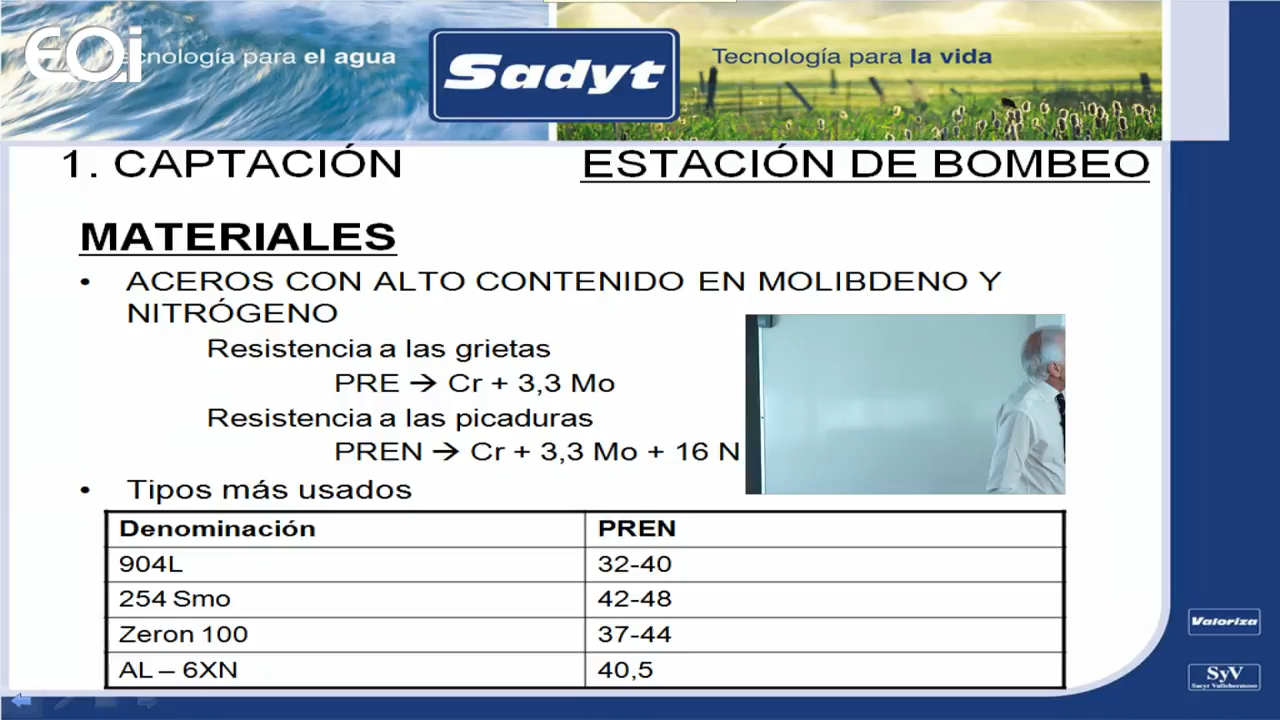 EOi
Tecnología para el agua
Sadyt
Tecnología para la vida
1. CAPTACIÓN
ESTACIÓN DE BOMBEO
MATERIALES
• ACEROS CON ALTO CONTENIDO EN MOLIBDENO Y
NITRÓGENO
Resistencia a las grietas
PRE → Cr + 3,3 Mo
Resistencia a las picaduras
PREN → Cr + 3,3 Mo + 16 N
• Tipos más usados
Denominación PREN
904L 32-40
254 Smo 42-48
Zeron 100 37-44
AL – 6XN 40,5
Valoriza
SyV
Sacyr Vallehermoso